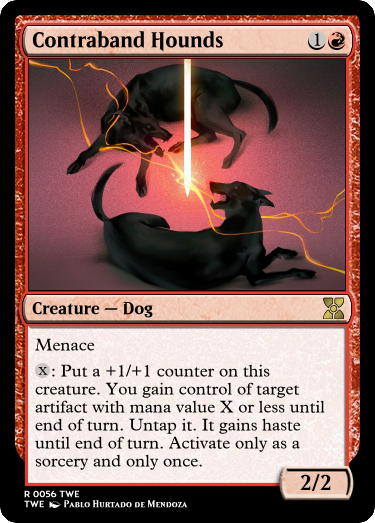 Contraband Hounds 1
Creature — Dog
Menace
X: Put a +1/+1 counter on this
creature. You gain control of target
artifact with mana value X or less until
end of turn. Untap it. It gains haste
until end of turn. Activate only as a
sorcery and only once.
2/2
R 0056 TWE
TWE Pablo Hurtado de Mendoza